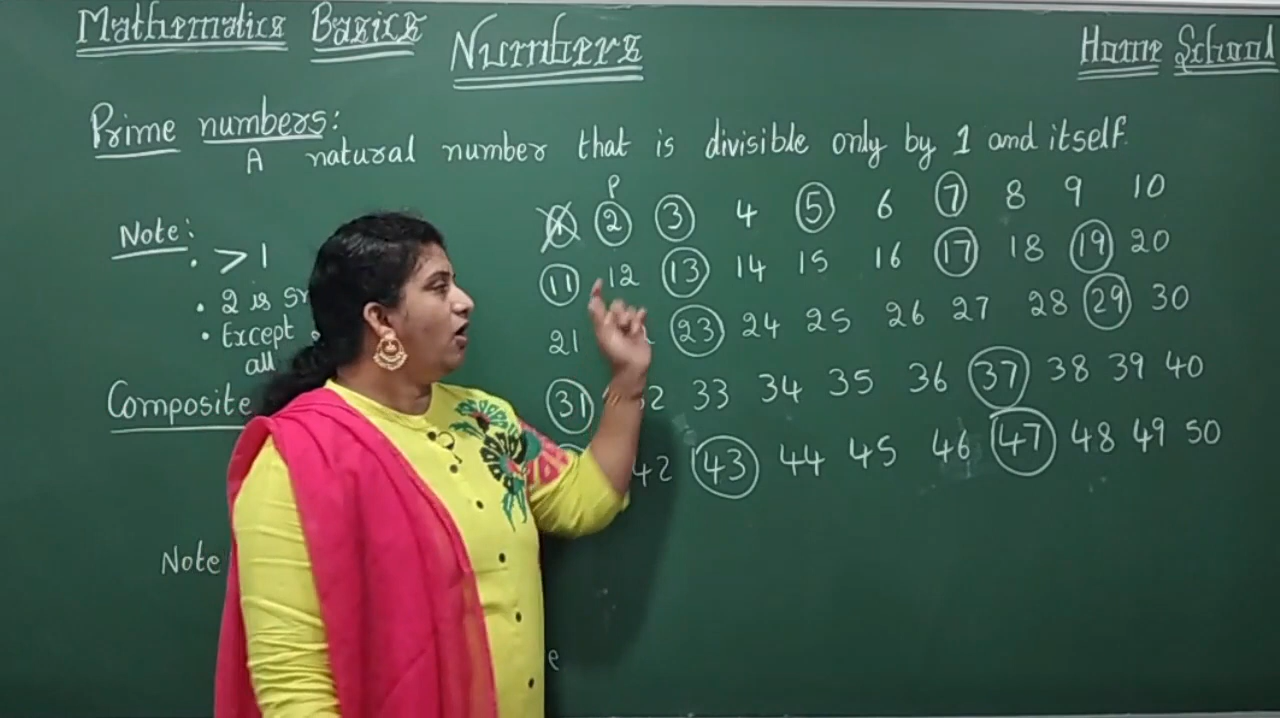 Mathematics Basics Numbers Home School
Prime numbers:
A natural number that is divisible only by 1 and itself.
P
1 2 3 4 5 6 7 8 9 10
Note:
11 12 13 14 15 16 17 18 19 20
. > 1
. 2 is
21 23 24 25 26 27 28 29 30
. Except
all
31 33 34 35 36 37 38 39 40
Composite
42 43 44 45 46 47 48 49 50
Note
e